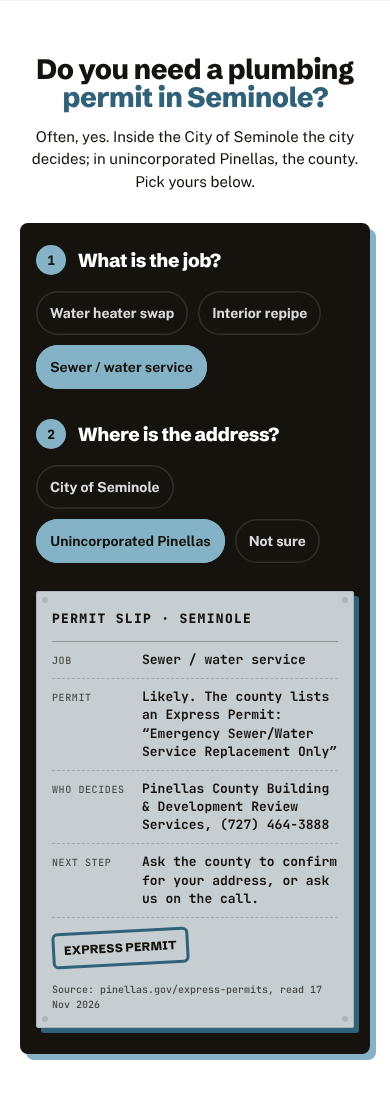 Do you need a plumbing
permit in Seminole?
Often, yes. Inside the City of Seminole the city
decides; in unincorporated Pinellas, the county.
Pick yours below.
1 What is the job?
Water heater swap Interior repipe
Sewer / water service
2 Where is the address?
City of Seminole
Unincorporated Pinellas Not sure
PERMIT SLIP · SEMINOLE
JOB Sewer / water service
PERMIT Likely. The county lists
an Express Permit:
“Emergency Sewer/Water
Service Replacement Only”
WHO DECIDES Pinellas County Building
& Development Review
Services, (727) 464-3888
NEXT STEP Ask the county to confirm
for your address, or ask
us on the call.
EXPRESS PERMIT
Source: pinellas.gov/express-permits, read 17
Nov 2026